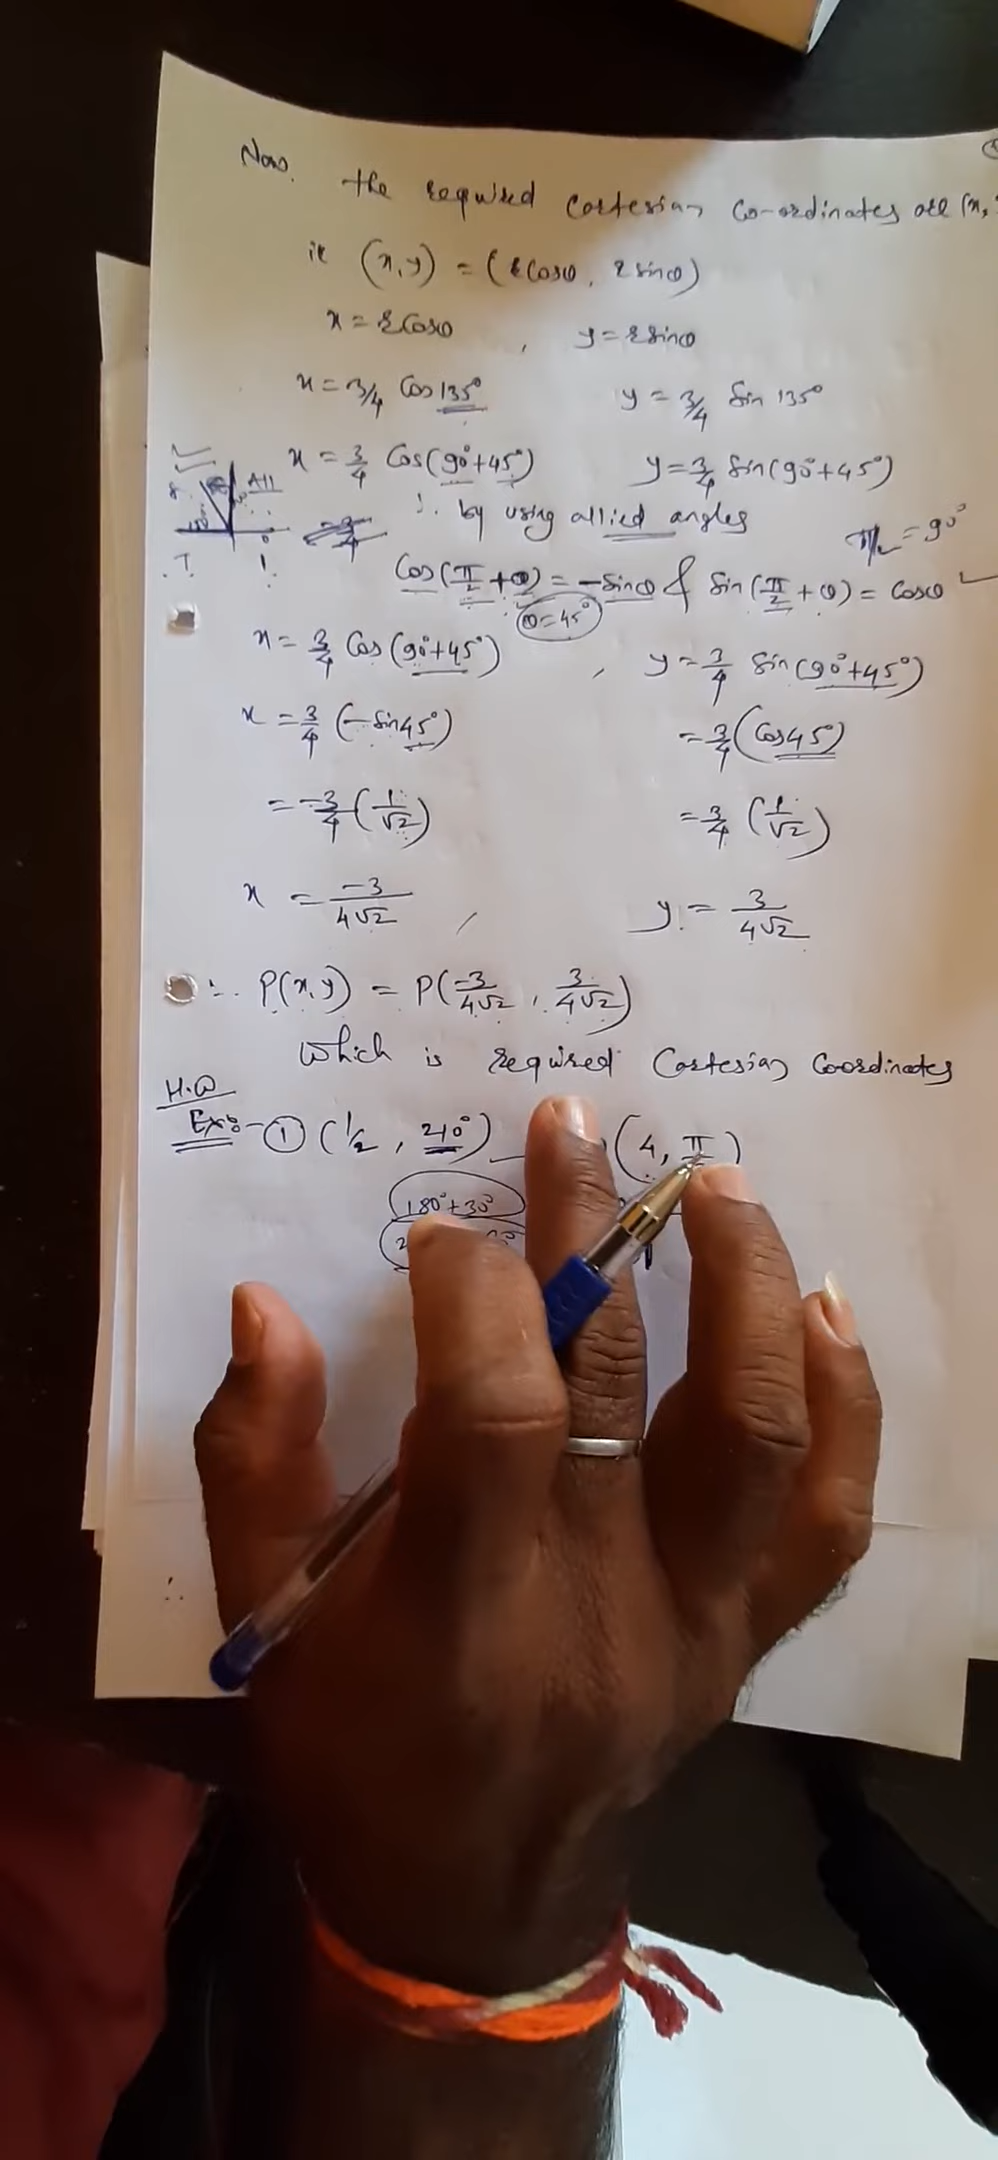 Now. the required Cartesian Co-ordinates are (x,
ie (x,y) = (r Cosθ, r sinθ)
x = r Cosθ , y = r sinθ
x = 3/4 Cos 135° y = 3/4 Sin 135°
x = 3/4 Cos(90°+45°) y = 3/4 Sin(90°+45°)
All
∴ by using allied angles π/2 = 90°
T
Cos(π/2 + θ) = -sinθ & Sin(π/2 + θ) = Cosθ
θ=45°
x = 3/4 Cos(90°+45°) , y = 3/4 Sin(90°+45°)
x = 3/4 (-Sin45°) = 3/4 (Cos45°)
= -3/4 (1/√2) = 3/4 (1/√2)
x = -3/4√2 , y = 3/4√2
∴ P(x,y) = P(-3/4√2 , 3/4√2)
Which is required Cartesian Coordinates
H.W
Ex:- ① (1/2 , 210°) (4, π
180°+30°
∴